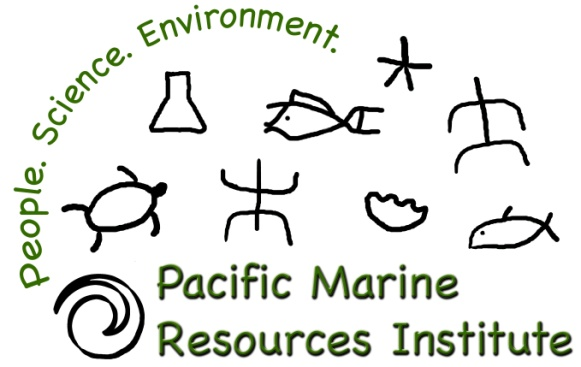 People. Science. Environment.
Pacific Marine
Resources Institute